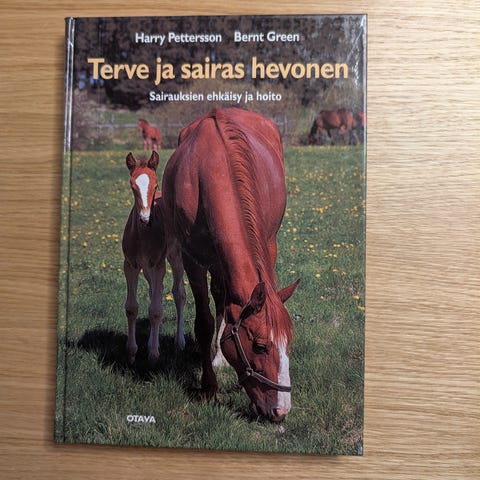 Harry Pettersson Bernt Green
Terve ja sairas hevonen
Sairauksien ehkäisy ja hoito
OTAVA